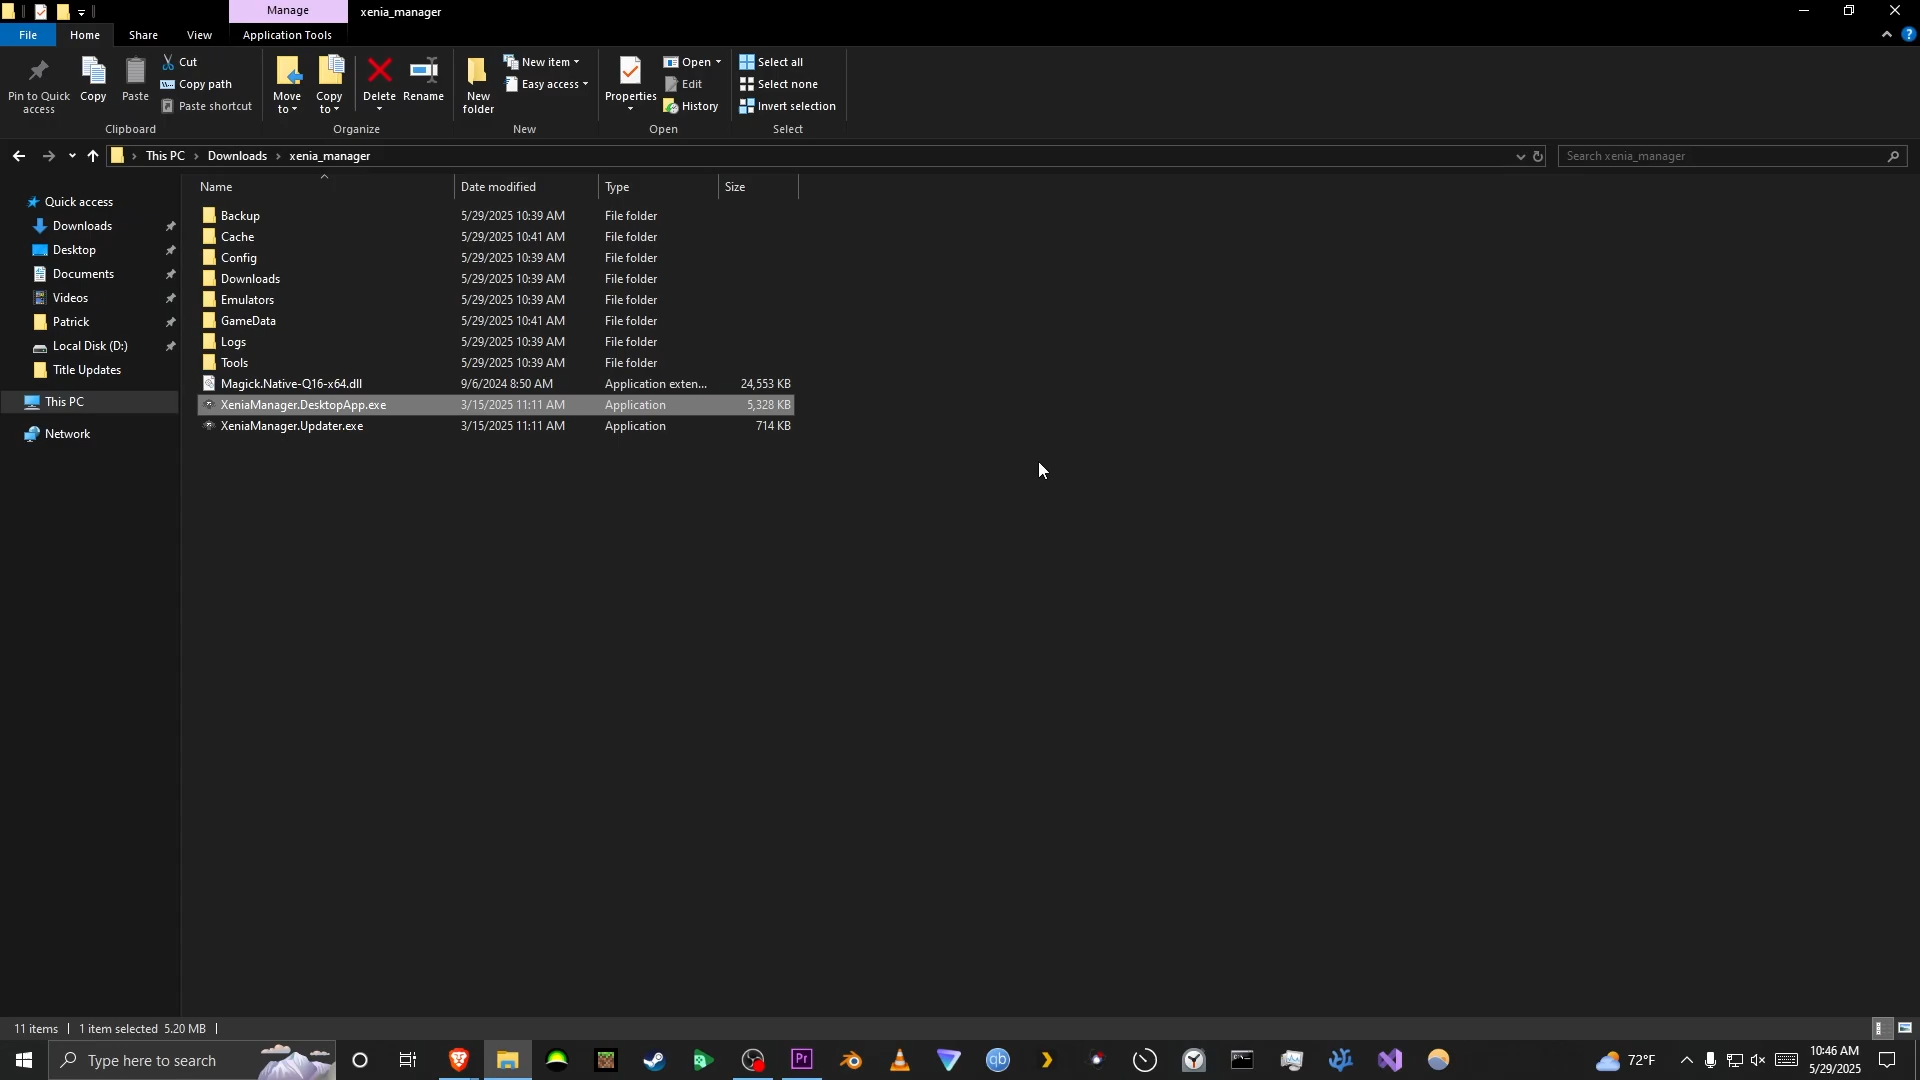 Manage
xenia_manager
File
Home
Share
View
Application Tools
Pin to Quick access
Copy
Paste
Cut
Copy path
Paste shortcut
Clipboard
Move to
Copy to
Delete
Rename
Organize
New folder
New item
Easy access
New
Properties
Open
Edit
History
Open
Select all
Select none
Invert selection
Select
This PC > Downloads > xenia_manager
Search xenia_manager
Name Date modified Type Size
Quick access
Downloads
Desktop
Documents
Videos
Patrick
Local Disk (D:)
Title Updates
This PC
Network
Backup 5/29/2025 10:39 AM File folder
Cache 5/29/2025 10:41 AM File folder
Config 5/29/2025 10:39 AM File folder
Downloads 5/29/2025 10:39 AM File folder
Emulators 5/29/2025 10:39 AM File folder
GameData 5/29/2025 10:41 AM File folder
Logs 5/29/2025 10:39 AM File folder
Tools 5/29/2025 10:39 AM File folder
Magick.Native-Q16-x64.dll 9/6/2024 8:50 AM Application exten... 24,553 KB
XeniaManager.DesktopApp.exe 3/15/2025 11:11 AM Application 5,328 KB
XeniaManager.Updater.exe 3/15/2025 11:11 AM Application 714 KB
11 items | 1 item selected 5.20 MB |
Type here to search
Pr
qb
72°F
10:46 AM
5/29/2025